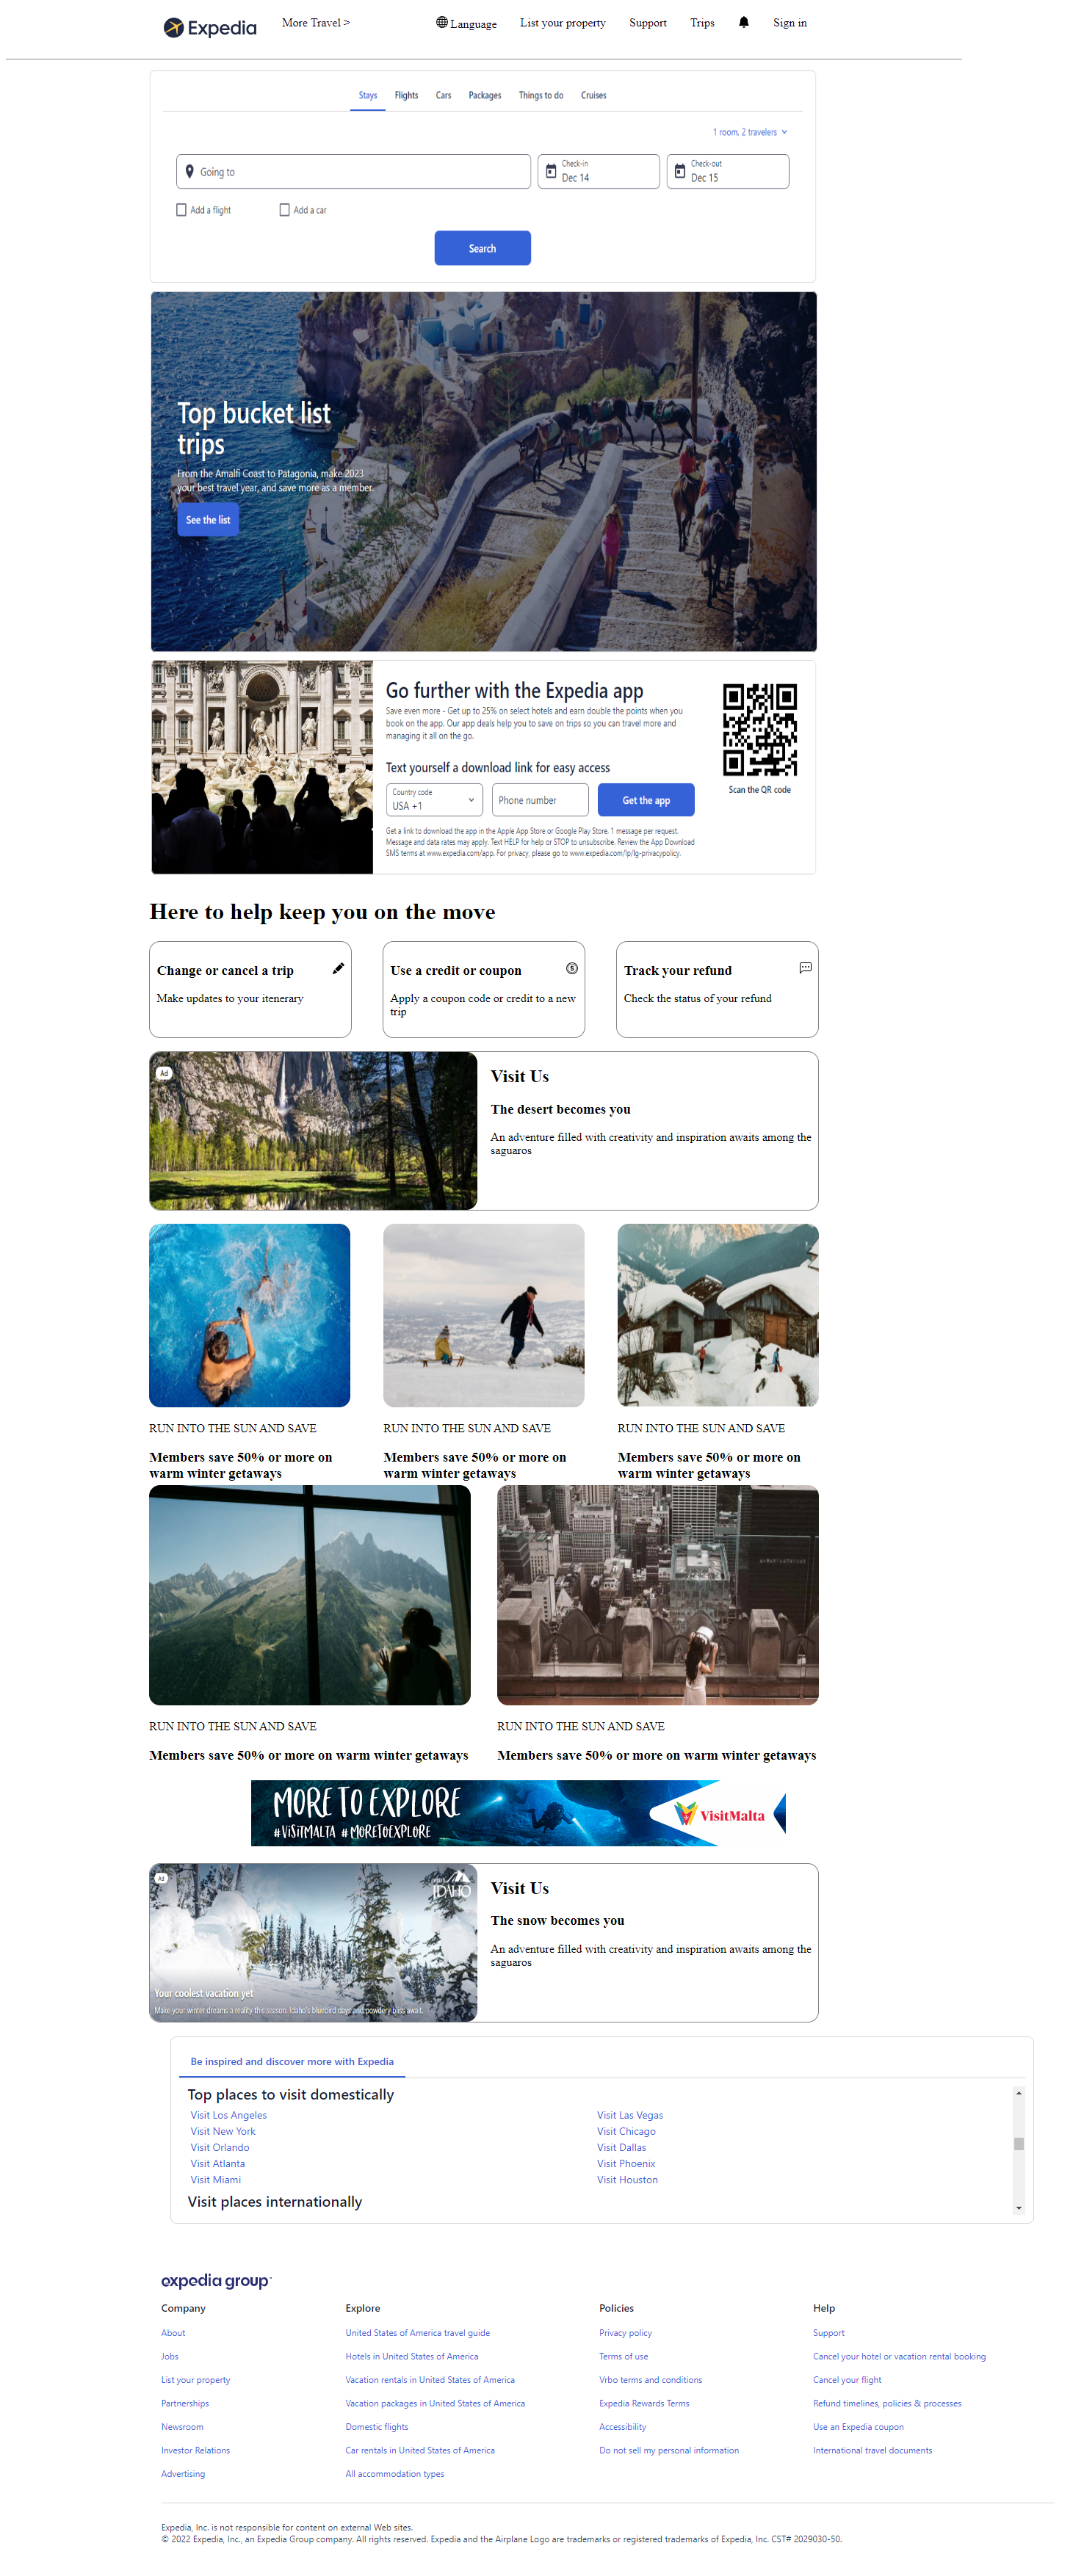 Expedia
More Travel >
Language
List your property
Support
Trips
Sign in
Stays
Flights
Cars
Packages
Things to do
Cruises
1 room, 2 travelers
Going to
Check-in
Dec 14
Check-out
Dec 15
Add a flight
Add a car
Search
Top bucket list
trips
From the Amalfi Coast to Patagonia, make 2023
your best travel year, and save more as a member.
See the list
Go further with the Expedia app
Save even more - Get up to 25% on select hotels and earn double the points when you
book on the app. Our app deals help you to save on trips so you can travel more and
managing it all on the go.
Text yourself a download link for easy access
Country code
USA +1
Phone number
Get the app
Get a link to download the app in the Apple App Store or Google Play Store. 1 message per request.
Message and data rates may apply. Text HELP for help or STOP to unsubscribe. Review the App Download
SMS terms at www.expedia.com/app. For privacy, please go to www.expedia.com/lp/lg-privacypolicy.
Scan the QR code
Here to help keep you on the move
Change or cancel a trip
Make updates to your itenerary
Use a credit or coupon
Apply a coupon code or credit to a new
trip
Track your refund
Check the status of your refund
Ad
Visit Us
The desert becomes you
An adventure filled with creativity and inspiration awaits among the
saguaros
RUN INTO THE SUN AND SAVE
Members save 50% or more on
warm winter getaways
RUN INTO THE SUN AND SAVE
Members save 50% or more on
warm winter getaways
RUN INTO THE SUN AND SAVE
Members save 50% or more on
warm winter getaways
RUN INTO THE SUN AND SAVE
Members save 50% or more on warm winter getaways
RUN INTO THE SUN AND SAVE
Members save 50% or more on warm winter getaways
MORE TO EXPLORE
#VISITMALTA #MORETOEXPLORE
VisitMalta
Ad
IDAHO
Your coolest vacation yet
Make your winter dreams a reality this season. Idaho's bluebird days and powdery bliss await.
Visit Us
The snow becomes you
An adventure filled with creativity and inspiration awaits among the
saguaros
Be inspired and discover more with Expedia
Top places to visit domestically
Visit Los Angeles
Visit Las Vegas
Visit New York
Visit Chicago
Visit Orlando
Visit Dallas
Visit Atlanta
Visit Phoenix
Visit Miami
Visit Houston
Visit places internationally
expedia group
Company
About
Jobs
List your property
Partnerships
Newsroom
Investor Relations
Advertising
Explore
United States of America travel guide
Hotels in United States of America
Vacation rentals in United States of America
Vacation packages in United States of America
Domestic flights
Car rentals in United States of America
All accommodation types
Policies
Privacy policy
Terms of use
Vrbo terms and conditions
Expedia Rewards Terms
Accessibility
Do not sell my personal information
Help
Support
Cancel your hotel or vacation rental booking
Cancel your flight
Refund timelines, policies & processes
Use an Expedia coupon
International travel documents
Expedia, Inc. is not responsible for content on external Web sites.
© 2022 Expedia, Inc., an Expedia Group company. All rights reserved. Expedia and the Airplane Logo are trademarks or registered trademarks of Expedia, Inc. CST# 2029030-50.